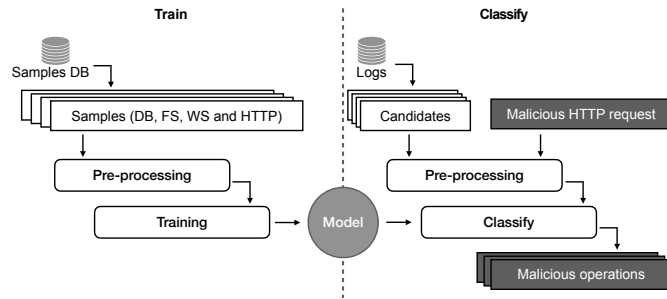 Train
Samples DB
Samples (DB, FS, WS and HTTP)
Pre-processing
Training
Model
Classify
Logs
Candidates
Malicious HTTP request
Pre-processing
Classify
Malicious operations